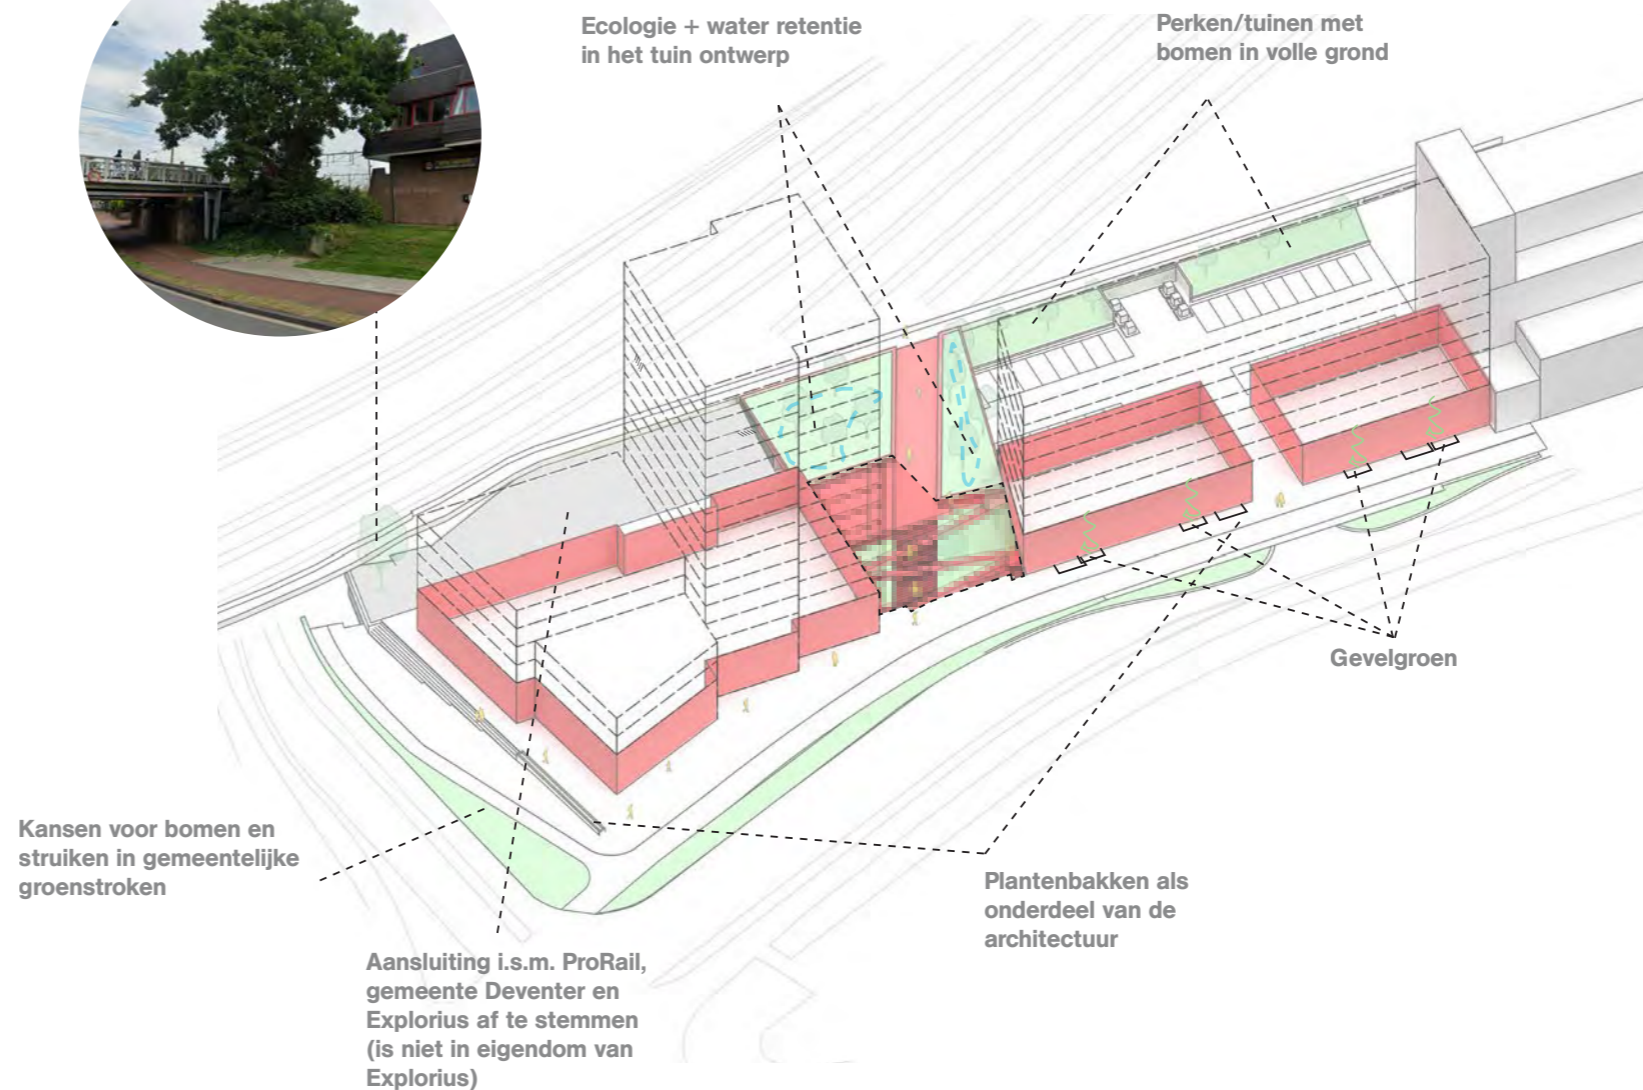 Ecologie + water retentie
in het tuin ontwerp
Perken/tuinen met
bomen in volle grond
Gevelgroen
Kansen voor bomen en
struiken in gemeentelijke
groenstroken
Plantenbakken als
onderdeel van de
architectuur
Aansluiting i.s.m. ProRail,
gemeente Deventer en
Explorius af te stemmen
(is niet in eigendom van
Explorius)